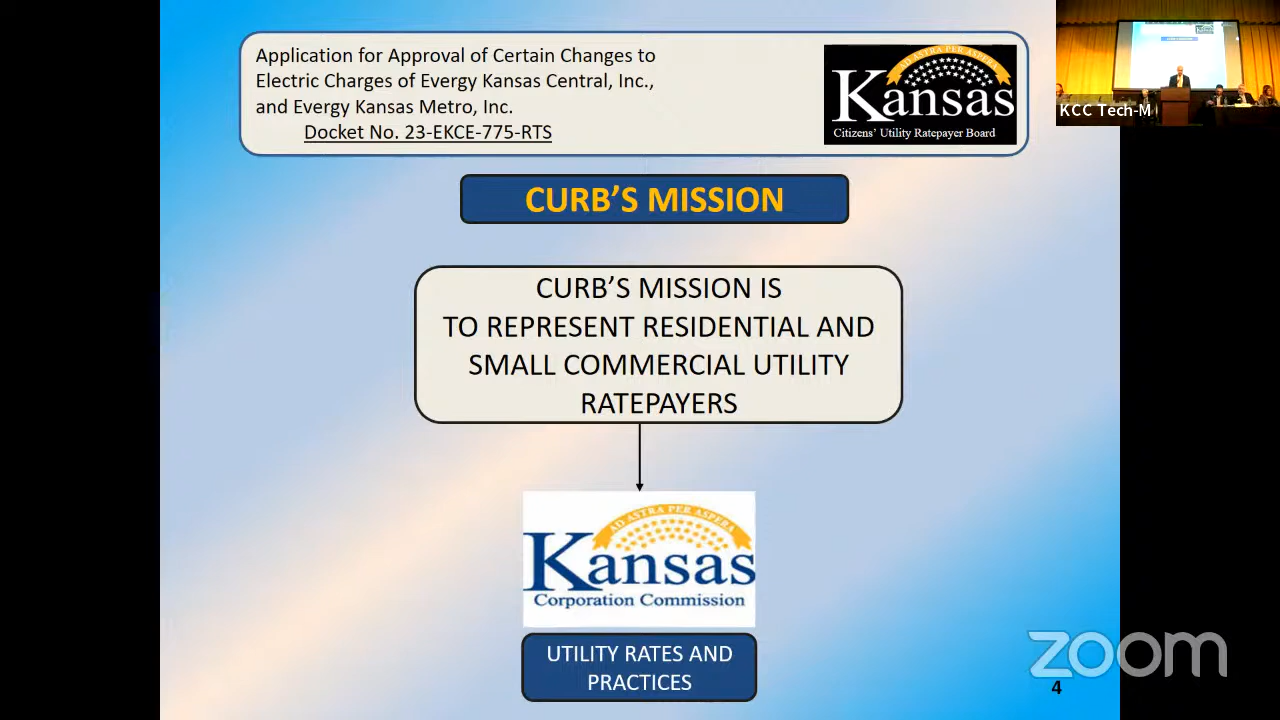 Application for Approval of Certain Changes to
Electric Charges of Evergy Kansas Central, Inc.,
and Evergy Kansas Metro, Inc.
Docket No. 23-EKCE-775-RTS
AD ASTRA PER ASPERA
Kansas
Citizens' Utility Ratepayer Board
KCC Tech-M
CURB'S MISSION
CURB'S MISSION IS
TO REPRESENT RESIDENTIAL AND
SMALL COMMERCIAL UTILITY
RATEPAYERS
AD ASTRA PER ASPERA
Kansas
Corporation Commission
UTILITY RATES AND
PRACTICES
zoom
4